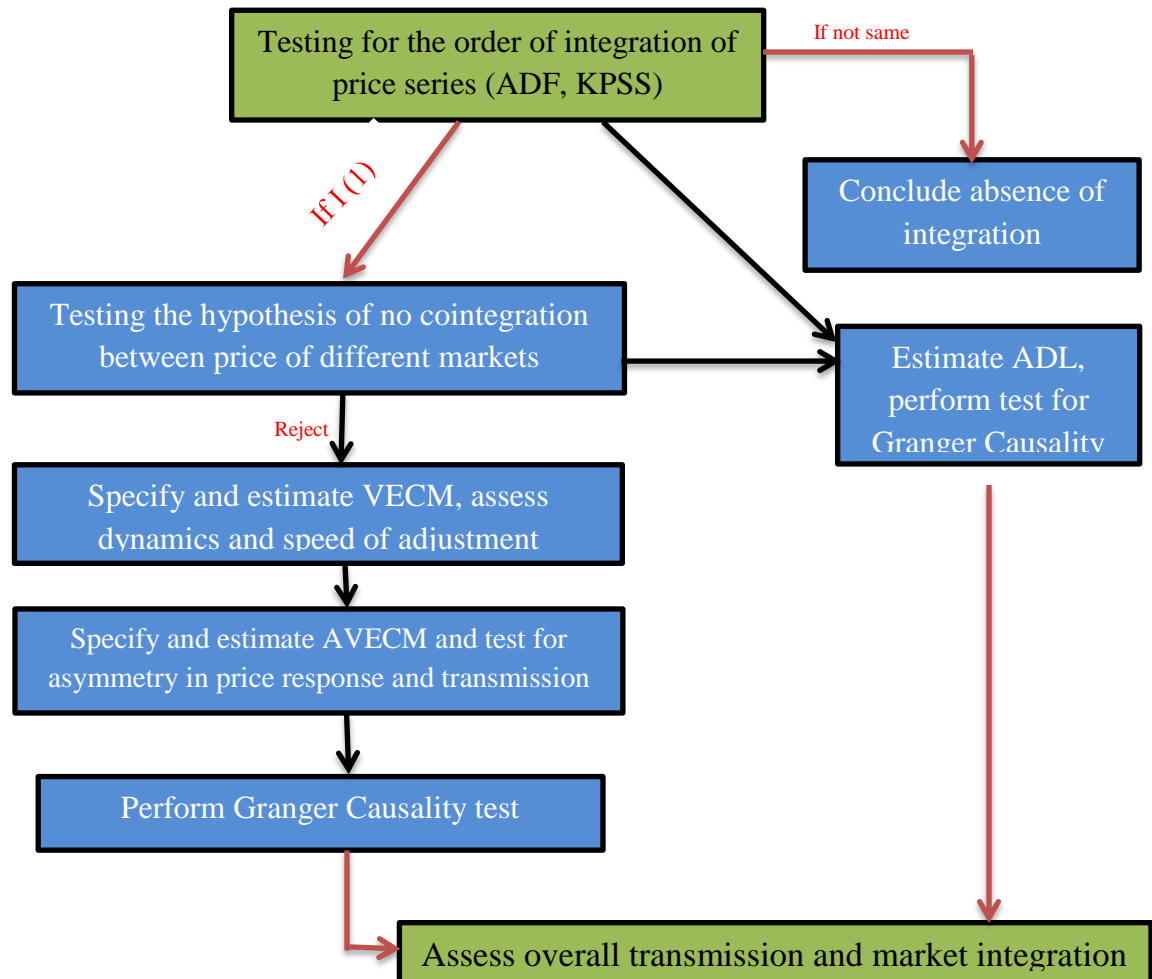 Testing for the order of integration of
price series (ADF, KPSS)
If not same
If I (1)
Conclude absence of
integration
Testing the hypothesis of no cointegration
between price of different markets
Estimate ADL,
perform test for
Granger Causality
Reject
Specify and estimate VECM, assess
dynamics and speed of adjustment
Specify and estimate AVECM and test for
asymmetry in price response and transmission
Perform Granger Causality test
Assess overall transmission and market integration